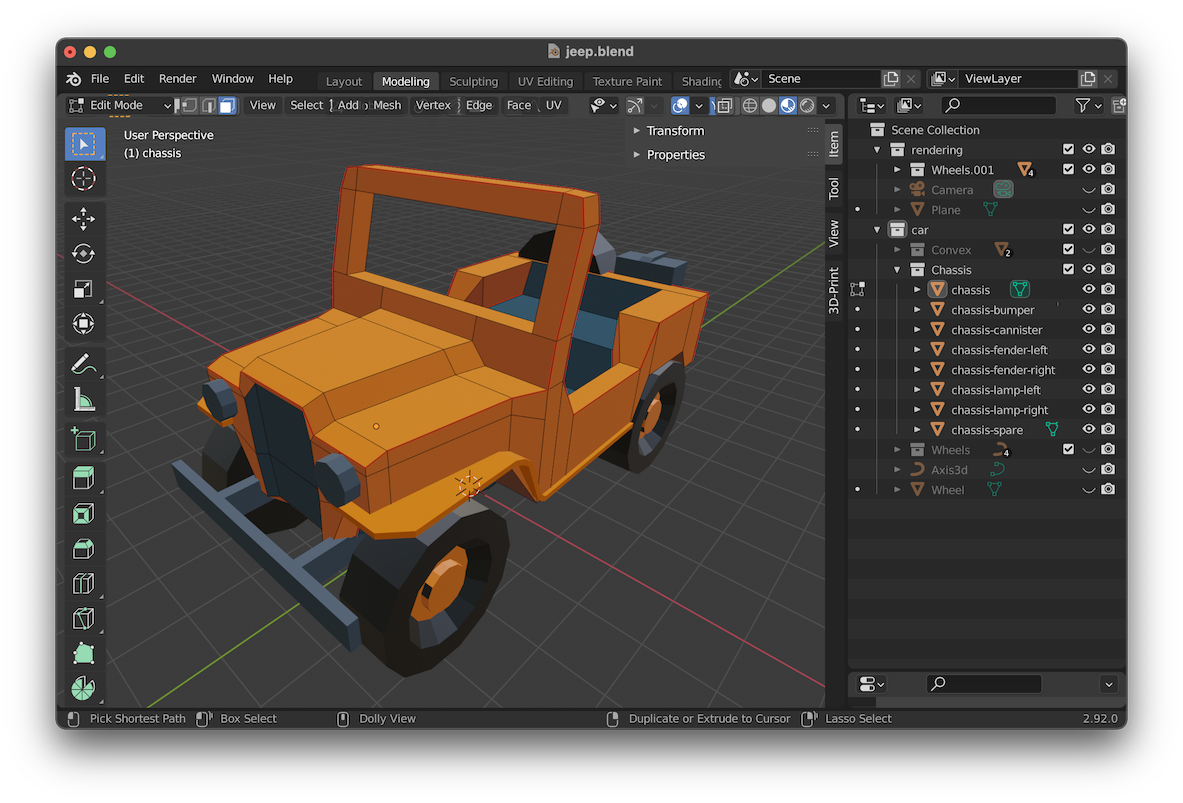 jeep.blend
File Edit Render Window Help Layout Modeling Sculpting UV Editing Texture Paint Shading Scene ViewLayer
Edit Mode View Select Add Mesh Vertex Edge Face UV
User Perspective
(1) chassis
Transform
Properties
Item
Tool
View
3D-Print
Scene Collection
rendering
Wheels.001 4
Camera
Plane
car
Convex 2
Chassis
chassis
chassis-bumper
chassis-cannister
chassis-fender-left
chassis-fender-right
chassis-lamp-left
chassis-lamp-right
chassis-spare
Wheels 4
Axis3d
Wheel
Pick Shortest Path Box Select Dolly View Duplicate or Extrude to Cursor Lasso Select 2.92.0